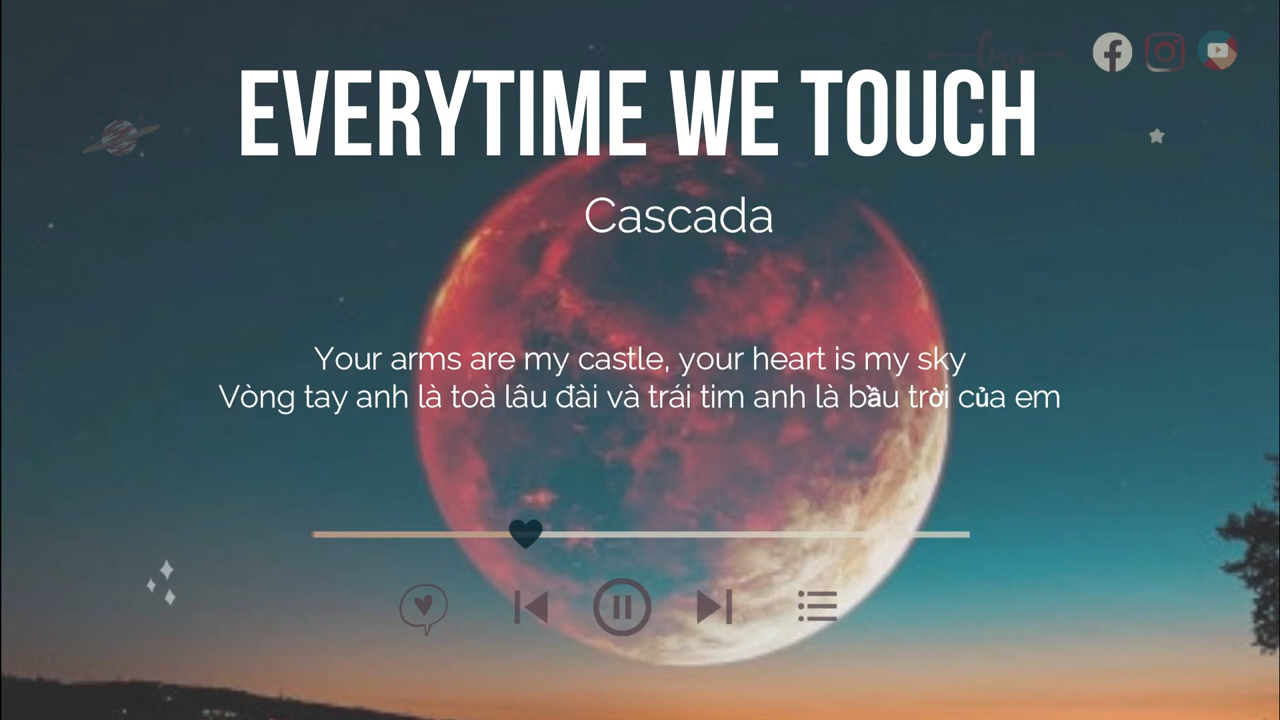 EVERYTIME WE TOUCH
Cascada
Your arms are my castle, your heart is my sky
Vòng tay anh là toà lâu đài và trái tim anh là bầu trời của em